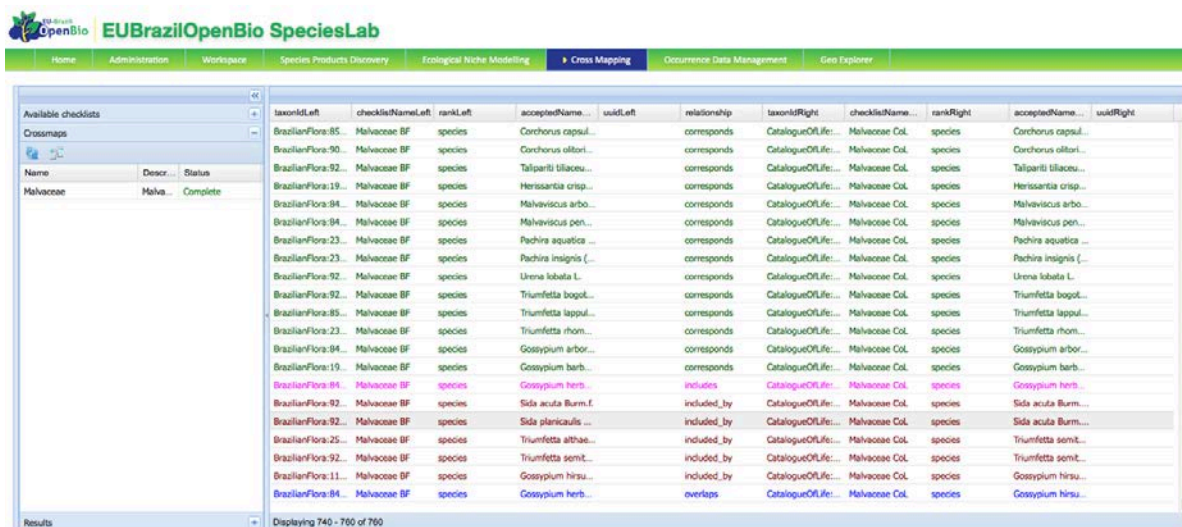 EU-Brazil
OpenBio
EUBrazilOpenBio SpeciesLab
Home Administration Workspace Species Products Discovery Ecological Niche Modelling Cross Mapping Occurrence Data Management Geo Explorer
Available checklists
Crossmaps
Name Descr... Status
Malvaceae Malva... Complete
Results
taxonIdLeft checklistNameLeft rankLeft acceptedName... uuidLeft relationship taxonIdRight checklistName... rankRight acceptedName... uuidRight
BrazilianFlora:85... Malvaceae BF species Corchorus capsul... corresponds CatalogueOfLife:... Malvaceae CoL species Corchorus capsul...
BrazilianFlora:90... Malvaceae BF species Corchorus olitori... corresponds CatalogueOfLife:... Malvaceae CoL species Corchorus olitori...
BrazilianFlora:92... Malvaceae BF species Talipariti tiliaceu... corresponds CatalogueOfLife:... Malvaceae CoL species Talipariti tiliaceu...
BrazilianFlora:19... Malvaceae BF species Herissantia crisp... corresponds CatalogueOfLife:... Malvaceae CoL species Herissantia crisp...
BrazilianFlora:84... Malvaceae BF species Malvaviscus arbo... corresponds CatalogueOfLife:... Malvaceae CoL species Malvaviscus arbo...
BrazilianFlora:84... Malvaceae BF species Malvaviscus pen... corresponds CatalogueOfLife:... Malvaceae CoL species Malvaviscus pen...
BrazilianFlora:23... Malvaceae BF species Pachira aquatica ... corresponds CatalogueOfLife:... Malvaceae CoL species Pachira aquatica ...
BrazilianFlora:23... Malvaceae BF species Pachira insignis (... corresponds CatalogueOfLife:... Malvaceae CoL species Pachira insignis (...
BrazilianFlora:92... Malvaceae BF species Urena lobata L. corresponds CatalogueOfLife:... Malvaceae CoL species Urena lobata L.
BrazilianFlora:92... Malvaceae BF species Triumfetta bogot... corresponds CatalogueOfLife:... Malvaceae CoL species Triumfetta bogot...
BrazilianFlora:85... Malvaceae BF species Triumfetta lappul... corresponds CatalogueOfLife:... Malvaceae CoL species Triumfetta lappul...
BrazilianFlora:23... Malvaceae BF species Triumfetta rhom... corresponds CatalogueOfLife:... Malvaceae CoL species Triumfetta rhom...
BrazilianFlora:84... Malvaceae BF species Gossypium arbor... corresponds CatalogueOfLife:... Malvaceae CoL species Gossypium arbor...
BrazilianFlora:19... Malvaceae BF species Gossypium barb... corresponds CatalogueOfLife:... Malvaceae CoL species Gossypium barb...
BrazilianFlora:84... Malvaceae BF species Gossypium herb... includes CatalogueOfLife:... Malvaceae CoL species Gossypium herb...
BrazilianFlora:92... Malvaceae BF species Sida acuta Burm.f. included_by CatalogueOfLife:... Malvaceae CoL species Sida acuta Burm....
BrazilianFlora:92... Malvaceae BF species Sida planicaulis ... included_by CatalogueOfLife:... Malvaceae CoL species Sida acuta Burm....
BrazilianFlora:25... Malvaceae BF species Triumfetta althae... included_by CatalogueOfLife:... Malvaceae CoL species Triumfetta semit...
BrazilianFlora:92... Malvaceae BF species Triumfetta semit... included_by CatalogueOfLife:... Malvaceae CoL species Triumfetta semit...
BrazilianFlora:11... Malvaceae BF species Gossypium hirsu... included_by CatalogueOfLife:... Malvaceae CoL species Gossypium hirsu...
BrazilianFlora:84... Malvaceae BF species Gossypium herb... overlaps CatalogueOfLife:... Malvaceae CoL species Gossypium hirsu...
Displaying 740 - 760 of 760